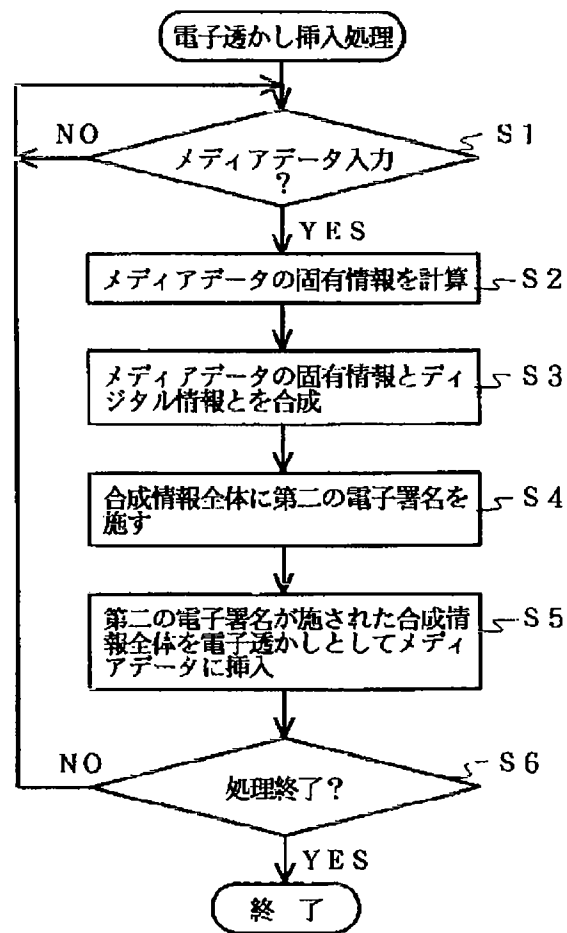 電子透かし挿入処理
NO
S1
メディアデータ入力
?
YES
メディアデータの固有情報を計算
S2
メディアデータの固有情報とディ
ジタル情報とを合成
S3
合成情報全体に第二の電子署名を
施す
S4
第二の電子署名が施された合成情
報全体を電子透かしとしてメディ
アデータに挿入
S5
NO
S6
処理終了?
YES
終 了